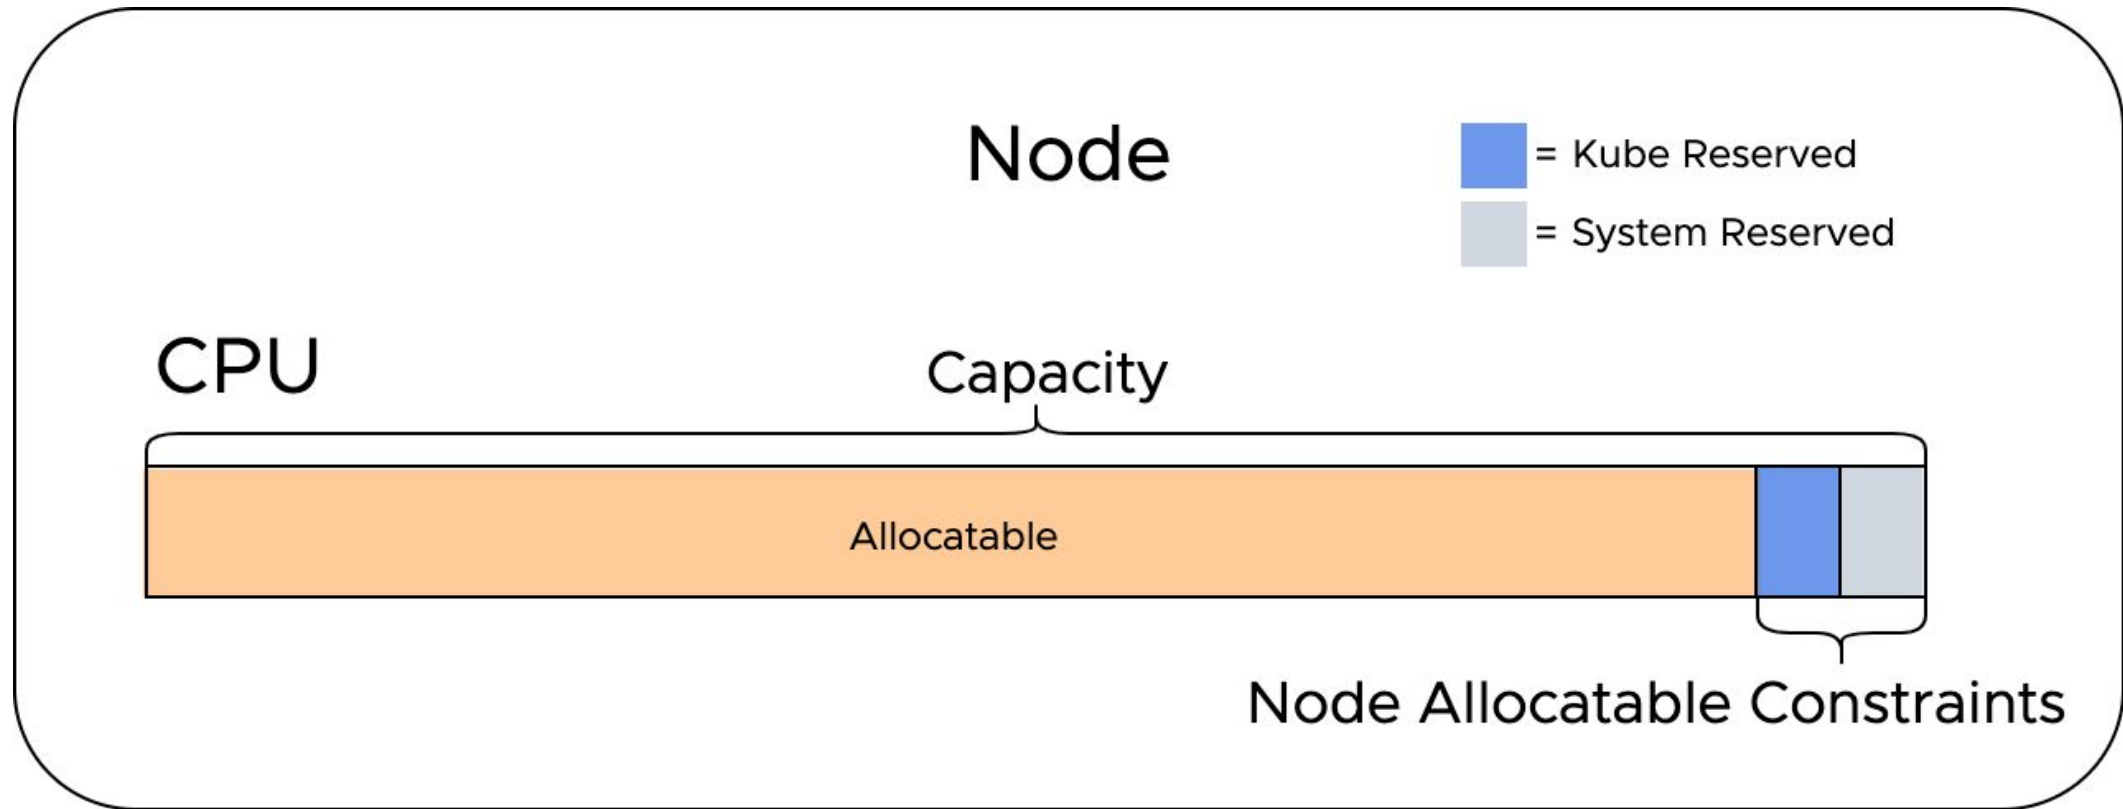 Node
= Kube Reserved
= System Reserved
CPU
Capacity
Allocatable
Node Allocatable Constraints